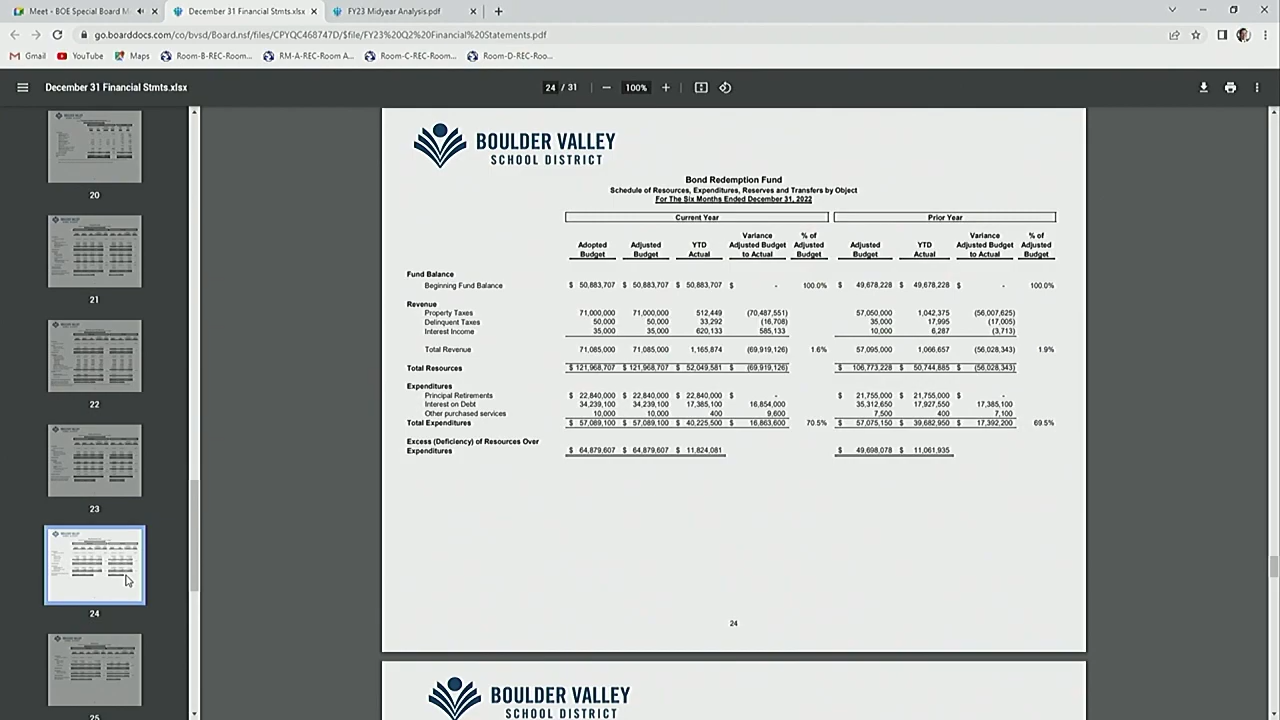 Meet - BOE Special Board M
December 31 Financial Stmts.xlsx
FY23 Midyear Analysis.pdf
go.boarddocs.com/co/bvsd/Board.nsf/files/CPYQC468747D/$file/FY23%20Q2%20Financial%20Statements.pdf
Gmail YouTube Maps Room-B-REC-Room... RM-A-REC-Room A... Room-C-REC-Room... Room-D-REC-Roo...
December 31 Financial Stmts.xlsx 24 / 31 100%
20
21
22
23
24
25
BOULDER VALLEY
SCHOOL DISTRICT
Bond Redemption Fund
Schedule of Resources, Expenditures, Reserves and Transfers by Object
For The Six Months Ended December 31, 2022
Current Year Prior Year
Variance % of Variance % of
Adopted Adjusted YTD Adjusted Budget Adjusted Adjusted YTD Adjusted Budget Adjusted
Budget Budget Actual to Actual Budget Budget Actual to Actual Budget
Fund Balance
Beginning Fund Balance $ 50,883,707 $ 50,883,707 $ 50,883,707 $ - 100.0% $ 49,678,228 $ 49,678,228 $ - 100.0%
Revenue
Property Taxes 71,000,000 71,000,000 512,449 (70,487,551) 57,050,000 1,042,375 (56,007,625)
Delinquent Taxes 50,000 50,000 33,292 (16,708) 35,000 17,995 (17,005)
Interest Income 35,000 35,000 620,133 585,133 10,000 6,287 (3,713)
Total Revenue 71,085,000 71,085,000 1,165,874 (69,919,126) 1.6% 57,095,000 1,066,657 (56,028,343) 1.9%
Total Resources $ 121,968,707 $ 121,968,707 $ 52,049,581 $ (69,919,126) $ 106,773,228 $ 50,744,885 $ (56,028,343)
Expenditures
Principal Retirements $ 22,840,000 $ 22,840,000 $ 22,840,000 $ - $ 21,755,000 $ 21,755,000 $ -
Interest on Debt 34,239,100 34,239,100 17,385,100 16,854,000 35,312,650 17,927,550 17,385,100
Other purchased services 10,000 10,000 400 9,600 7,500 400 7,100
Total Expenditures $ 57,089,100 $ 57,089,100 $ 40,225,500 $ 16,863,600 70.5% $ 57,075,150 $ 39,682,950 $ 17,392,200 69.5%
Excess (Deficiency) of Resources Over
Expenditures $ 64,879,607 $ 64,879,607 $ 11,824,081 $ 49,698,078 $ 11,061,935
24
BOULDER VALLEY
SCHOOL DISTRICT